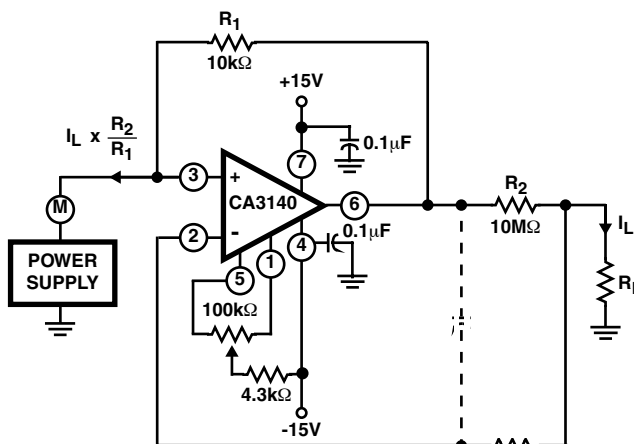 R1
10kΩ
+15V
IL x R2
R1
0.1μF
7
3
+
CA3140
6
R2
10MΩ
IL
M
2
-
0.1μF
4
1
5
POWER
SUPPLY
100kΩ
4.3kΩ
-15V